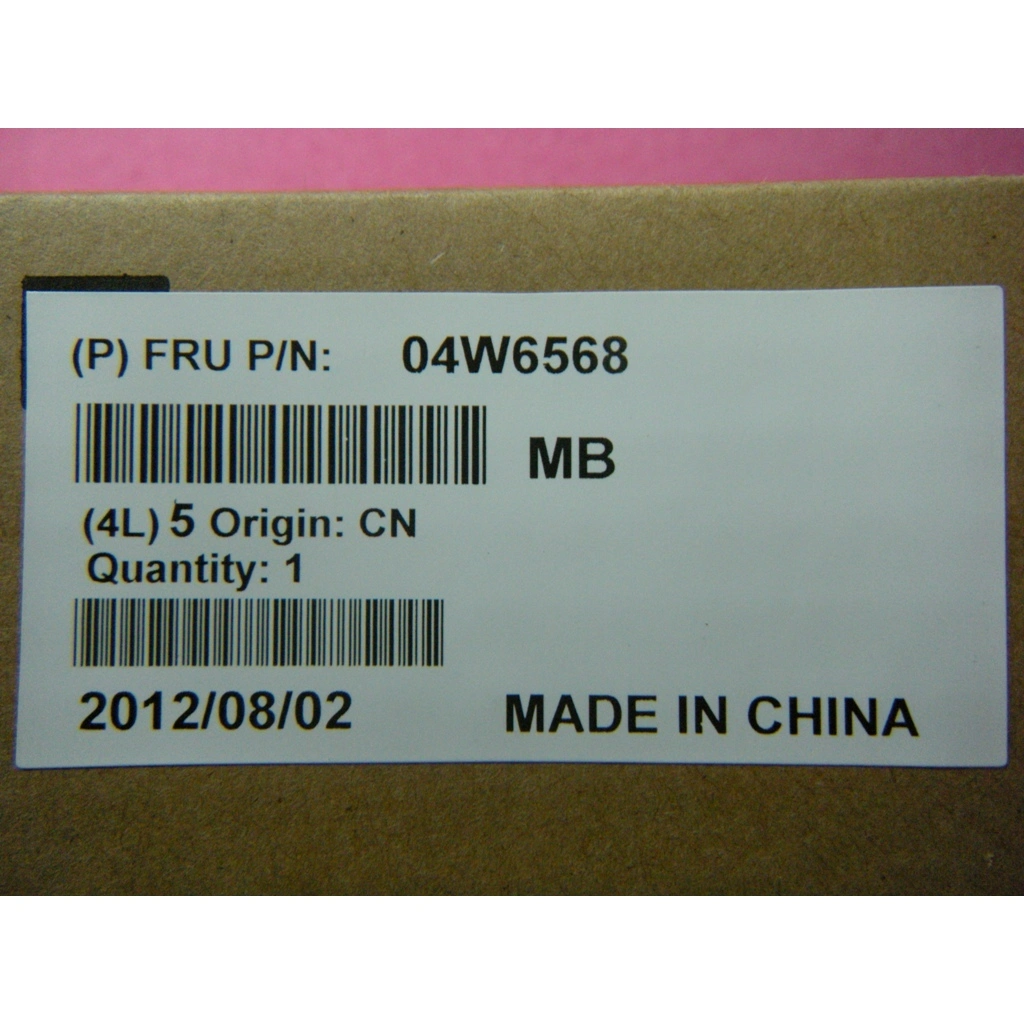 (P) FRU P/N: 04W6568
MB
(4L) 5 Origin: CN
Quantity: 1
2012/08/02 MADE IN CHINA